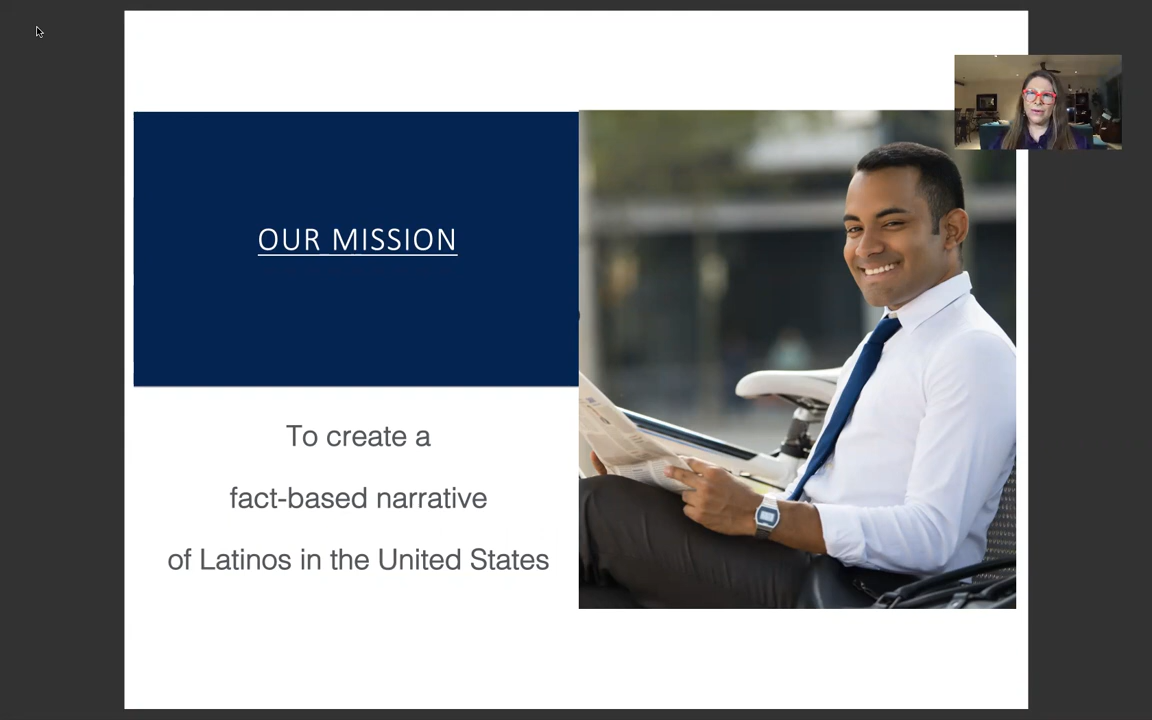 OUR MISSION
To create a
fact-based narrative
of Latinos in the United States